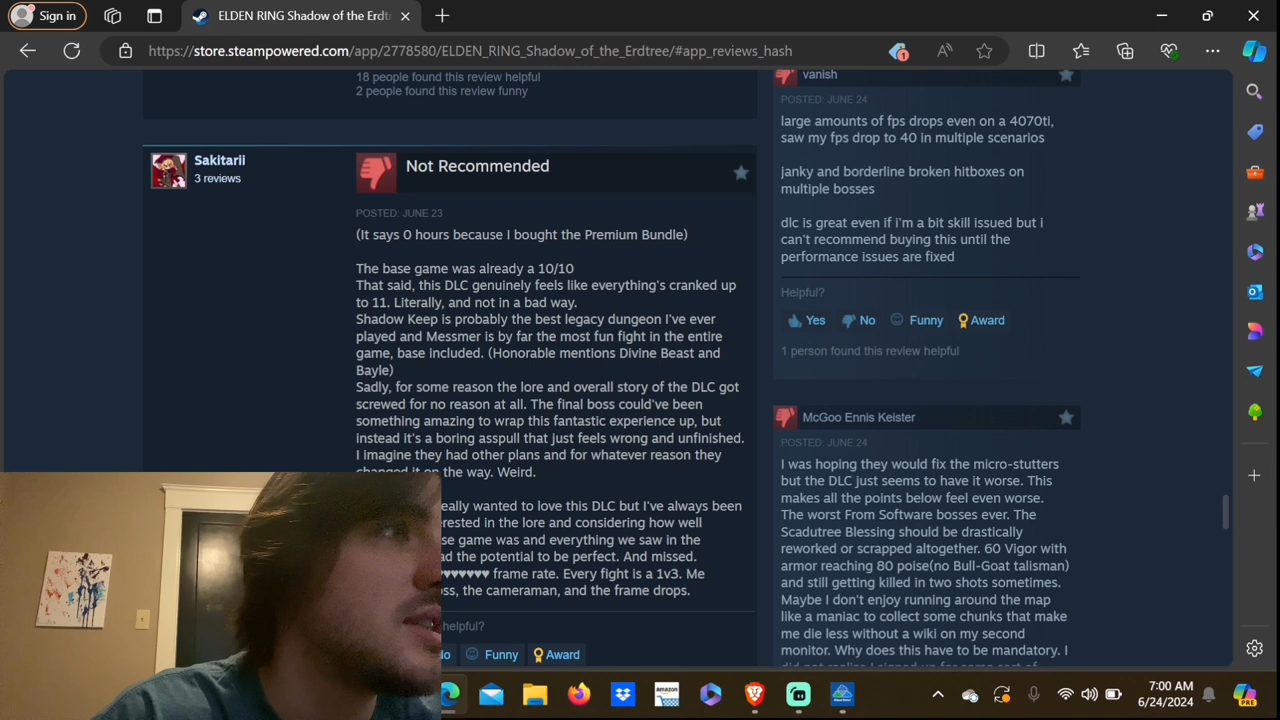 Sign in
ELDEN RING Shadow of the Erdt
https://store.steampowered.com/app/2778580/ELDEN_RING_Shadow_of_the_Erdtree/#app_reviews_hash
1
18 people found this review helpful
2 people found this review funny
Sakitarii
3 reviews
Not Recommended
POSTED: JUNE 23
(It says 0 hours because I bought the Premium Bundle)
The base game was already a 10/10
That said, this DLC genuinely feels like everything's cranked up
to 11. Literally, and not in a bad way.
Shadow Keep is probably the best legacy dungeon I've ever
played and Messmer is by far the most fun fight in the entire
game, base included. (Honorable mentions Divine Beast and
Bayle)
Sadly, for some reason the lore and overall story of the DLC got
screwed for no reason at all. The final boss could've been
something amazing to wrap this fantastic experience up, but
instead it's a boring asspull that just feels wrong and unfinished.
I imagine they had other plans and for whatever reason they
it on the way. Weird.
wanted to love this DLC but I've always been
in the lore and considering how well
game was and everything we saw in the
the potential to be perfect. And missed.
♥♥♥♥♥♥♥ frame rate. Every fight is a 1v3. Me
the cameraman, and the frame drops.
helpful?
Funny
Award
vanish
POSTED: JUNE 24
large amounts of fps drops even on a 4070ti,
saw my fps drop to 40 in multiple scenarios
janky and borderline broken hitboxes on
multiple bosses
dlc is great even if i'm a bit skill issued but i
can't recommend buying this until the
performance issues are fixed
Helpful?
Yes
No
Funny
Award
1 person found this review helpful
McGoo Ennis Keister
POSTED: JUNE 24
I was hoping they would fix the micro-stutters
but the DLC just seems to have it worse. This
makes all the points below feel even worse.
The worst From Software bosses ever. The
Scadutree Blessing should be drastically
reworked or scrapped altogether. 60 Vigor with
armor reaching 80 poise(no Bull-Goat talisman)
and still getting killed in two shots sometimes.
Maybe I don't enjoy running around the map
like a maniac to collect some chunks that make
me die less without a wiki on my second
monitor. Why does this have to be mandatory. I
did not realize I signed up for some sort of
amazon
PRE
7:00 AM
6/24/2024